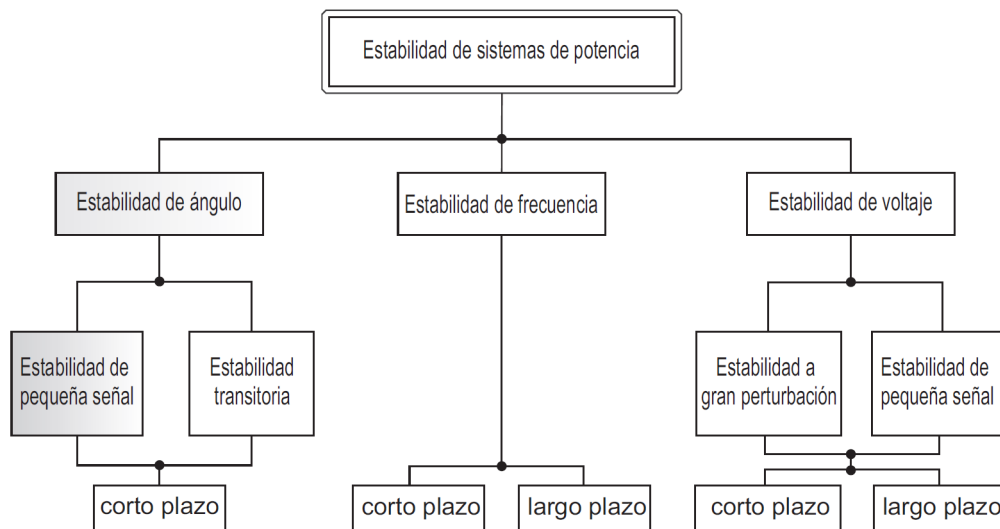 Estabilidad de sistemas de potencia
Estabilidad de ángulo
Estabilidad de frecuencia
Estabilidad de voltaje
Estabilidad de
pequeña señal
Estabilidad
transitoria
Estabilidad a
gran perturbación
Estabilidad de
pequeña señal
corto plazo
corto plazo
largo plazo
corto plazo
largo plazo